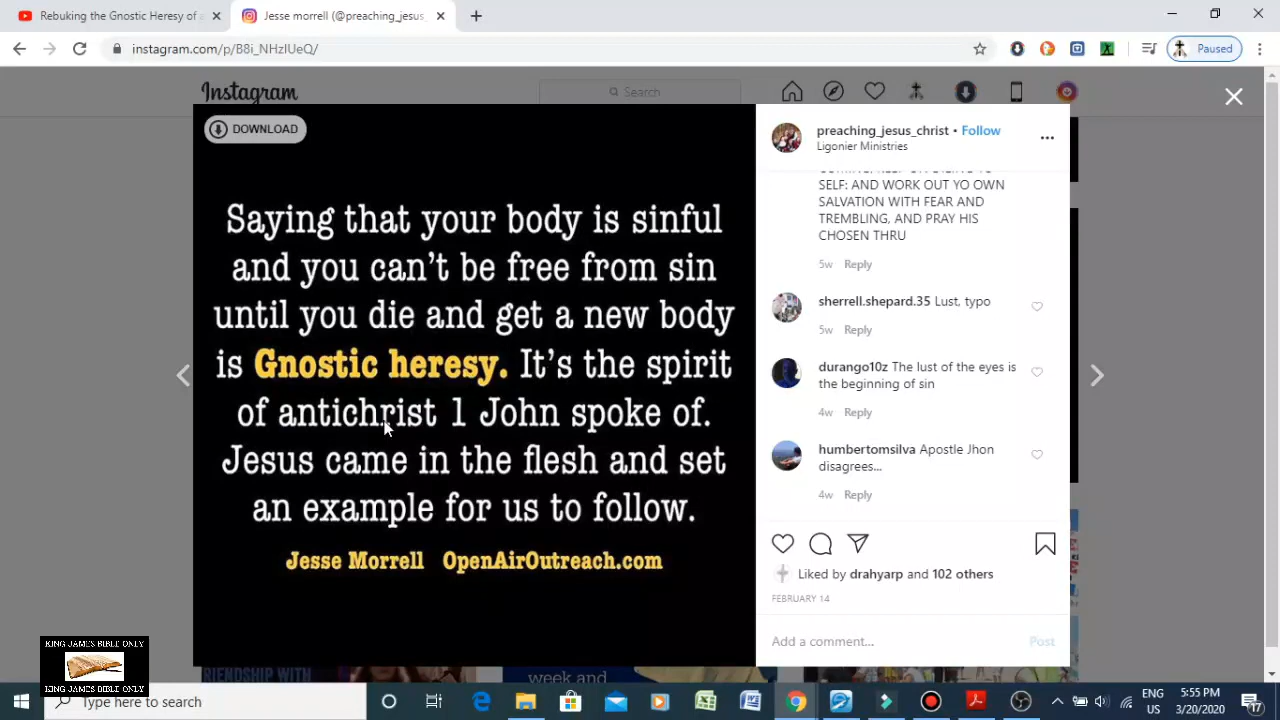 Rebuking the Gnostic Heresy of a
Jesse morrell (@preaching_jesus_
instagram.com/p/B8i_NHzIUeQ/
Paused
Instagram
Search
DOWNLOAD
Saying that your body is sinful
and you can't be free from sin
until you die and get a new body
is Gnostic heresy. It's the spirit
of antichrist 1 John spoke of.
Jesus came in the flesh and set
an example for us to follow.
Jesse Morrell OpenAirOutreach.com
preaching_jesus_christ • Follow
Ligonier Ministries
SELF: AND WORK OUT YO OWN
SALVATION WITH FEAR AND
TREMBLING, AND PRAY HIS
CHOSEN THRU
5w Reply
sherrell.shepard.35 Lust, typo
5w Reply
durango10z The lust of the eyes is
the beginning of sin
4w Reply
humbertomsilva Apostle Jhon
disagrees...
4w Reply
Liked by drahyarp and 102 others
FEBRUARY 14
Add a comment...
Post
FRIENDSHIP WITH
week and
KING JAMES BIBLE ONLY
KING JAMES BIBLE ONLY
Type here to search
ENG
US
5:55 PM
3/20/2020
17